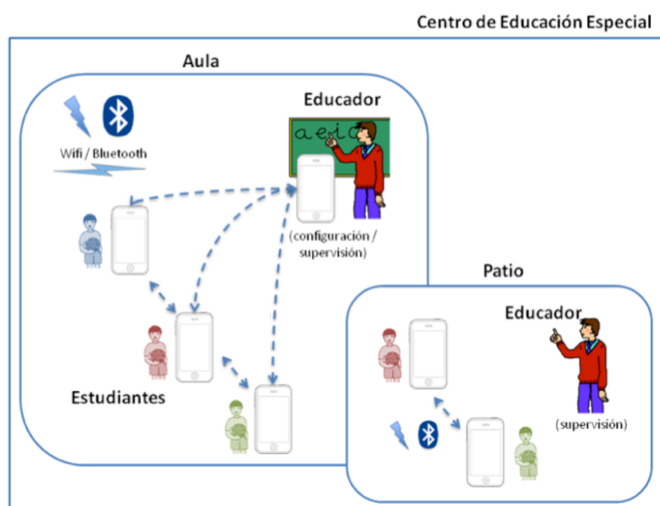 Centro de Educación Especial
Aula
Educador
a e i o
Wifi / Bluetooth
(configuración /
supervisión)
Patio
Educador
Estudiantes
(supervisión)